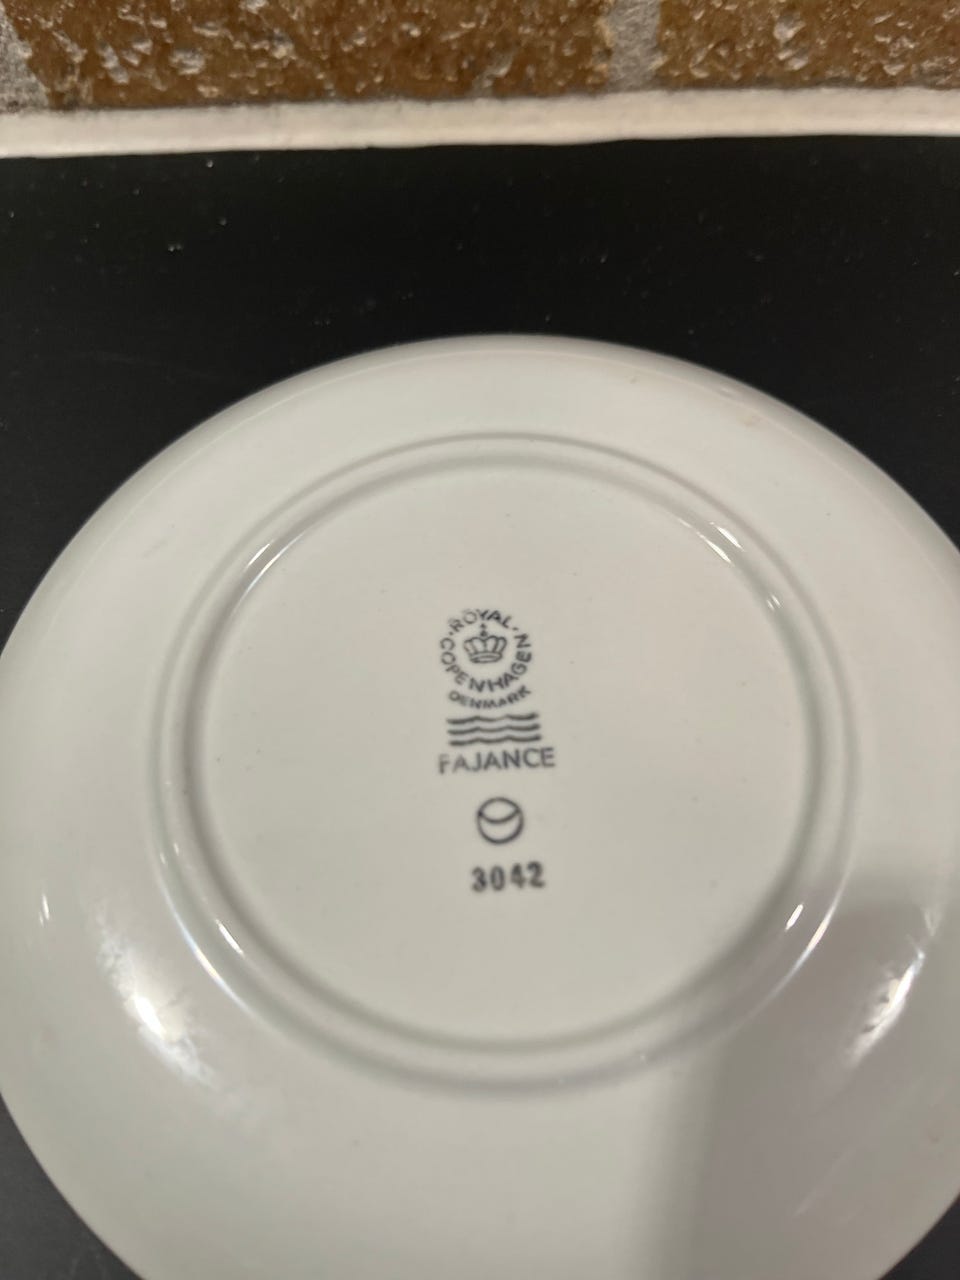 ROYAL
COPENHAGEN
DENMARK
FAJANCE
3042